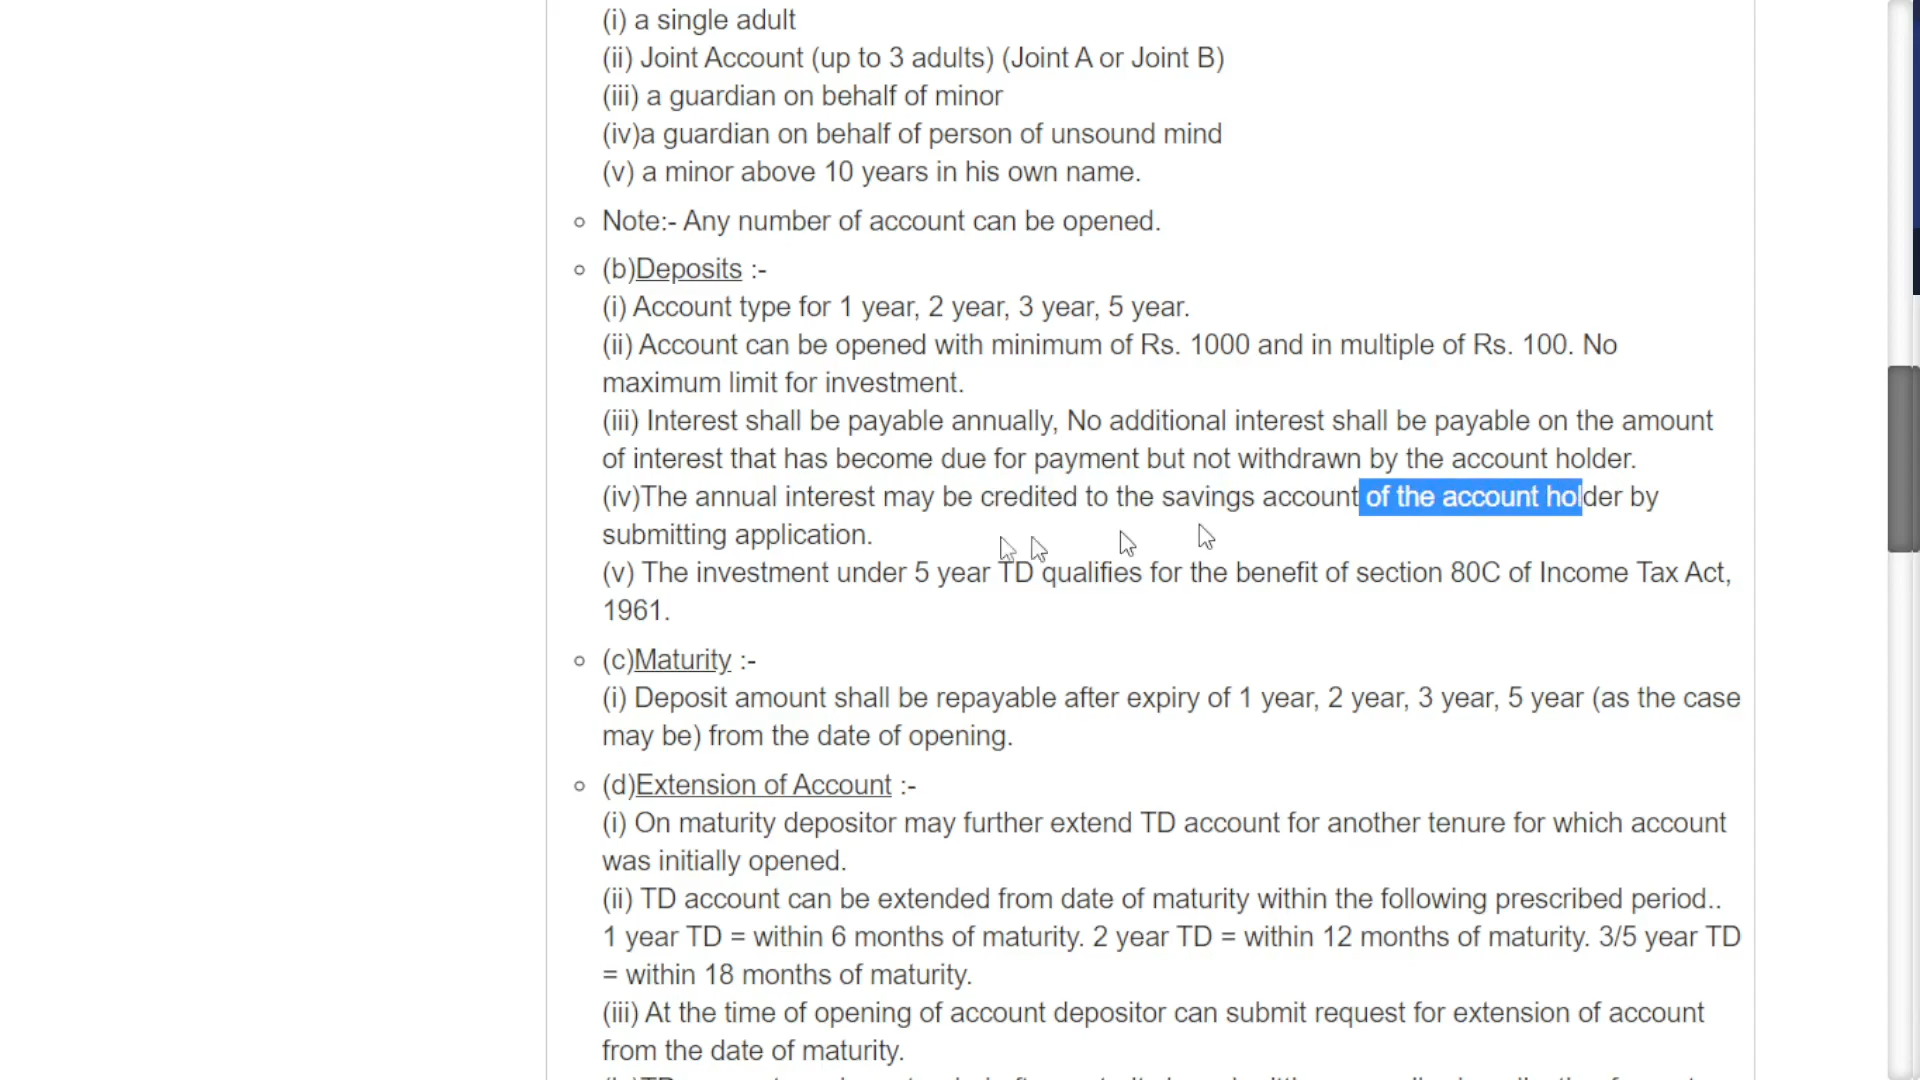 (i) a single adult
(ii) Joint Account (up to 3 adults) (Joint A or Joint B)
(iii) a guardian on behalf of minor
(iv)a guardian on behalf of person of unsound mind
(v) a minor above 10 years in his own name.
Note:- Any number of account can be opened.
(b)Deposits :-
(i) Account type for 1 year, 2 year, 3 year, 5 year.
(ii) Account can be opened with minimum of Rs. 1000 and in multiple of Rs. 100. No
maximum limit for investment.
(iii) Interest shall be payable annually, No additional interest shall be payable on the amount
of interest that has become due for payment but not withdrawn by the account holder.
(iv)The annual interest may be credited to the savings account of the account holder by
submitting application.
(v) The investment under 5 year TD qualifies for the benefit of section 80C of Income Tax Act,
1961.
(c)Maturity :-
(i) Deposit amount shall be repayable after expiry of 1 year, 2 year, 3 year, 5 year (as the case
may be) from the date of opening.
(d)Extension of Account :-
(i) On maturity depositor may further extend TD account for another tenure for which account
was initially opened.
(ii) TD account can be extended from date of maturity within the following prescribed period..
1 year TD = within 6 months of maturity. 2 year TD = within 12 months of maturity. 3/5 year TD
= within 18 months of maturity.
(iii) At the time of opening of account depositor can submit request for extension of account
from the date of maturity.